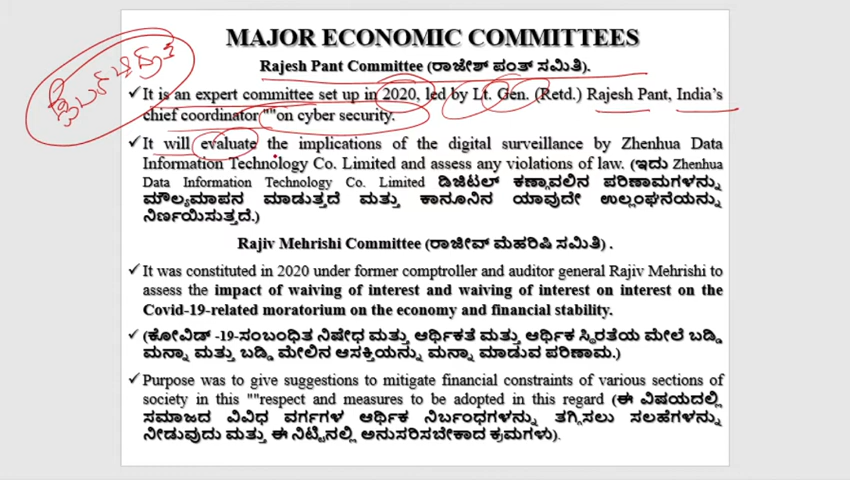 MAJOR ECONOMIC COMMITTEES
Rajesh Pant Committee (ರಾಜೇಶ್ ಪಂತ್ ಸಮಿತಿ).
✓ It is an expert committee set up in 2020, led by Lt. Gen. (Retd.) Rajesh Pant, India's
chief coordinator ""on cyber security.
✓ It will evaluate the implications of the digital surveillance by Zhenhua Data
Information Technology Co. Limited and assess any violations of law. (ಇದು Zhenhua
Data Information Technology Co. Limited ಡಿಜಿಟಲ್ ಕಣ್ಗಾವಲಿನ ಪರಿಣಾಮಗಳನ್ನು
ಮೌಲ್ಯಮಾಪನ ಮಾಡುತ್ತದೆ ಮತ್ತು ಕಾನೂನಿನ ಯಾವುದೇ ಉಲ್ಲಂಘನೆಯನ್ನು
ನಿರ್ಣಯಿಸುತ್ತದೆ.)
Rajiv Mehrishi Committee (ರಾಜೀವ್ ಮೆಹರಿಷಿ ಸಮಿತಿ) .
✓ It was constituted in 2020 under former comptroller and auditor general Rajiv Mehrishi to
assess the impact of waiving of interest and waiving of interest on interest on the
Covid-19-related moratorium on the economy and financial stability.
✓ (ಕೋವಿಡ್ -19-ಸಂಬಂಧಿತ ನಿಷೇಧ ಮತ್ತು ಆರ್ಥಿಕತೆ ಮತ್ತು ಆರ್ಥಿಕ ಸ್ಥಿರತೆಯ ಮೇಲೆ ಬಡ್ಡಿ
ಮನ್ನಾ ಮತ್ತು ಬಡ್ಡಿ ಮೇಲಿನ ಆಸಕ್ತಿಯನ್ನು ಮನ್ನಾ ಮಾಡುವ ಪರಿಣಾಮ.)
✓ Purpose was to give suggestions to mitigate financial constraints of various sections of
society in this ""respect and measures to be adopted in this regard (ಈ ವಿಷಯದಲ್ಲಿ
ಸಮಾಜದ ವಿವಿಧ ವರ್ಗಗಳ ಆರ್ಥಿಕ ನಿರ್ಬಂಧಗಳನ್ನು ತಗ್ಗಿಸಲು ಸಲಹೆಗಳನ್ನು
ನೀಡುವುದು ಮತ್ತು ಈ ನಿಟ್ಟಿನಲ್ಲಿ ಅನುಸರಿಸಬೇಕಾದ ಕ್ರಮಗಳು).